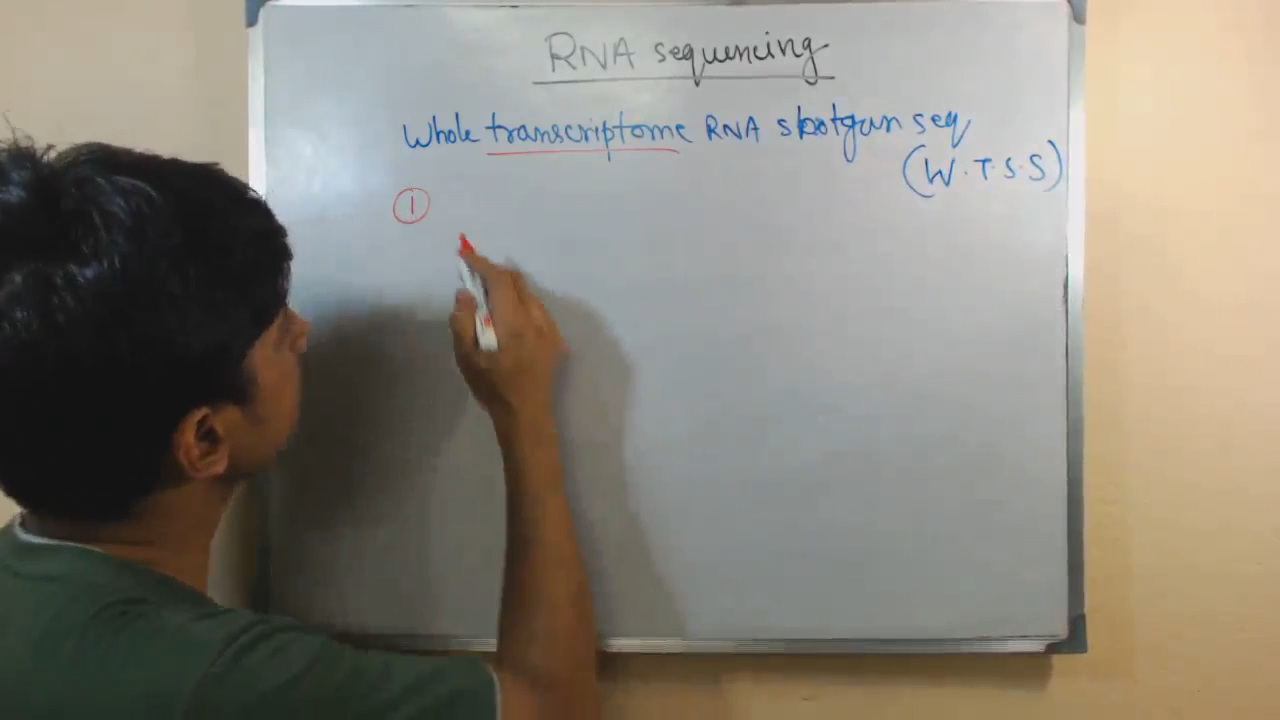 RNA sequencing
Whole transcriptome RNA shotgun seq
(W.T.S.S)
①